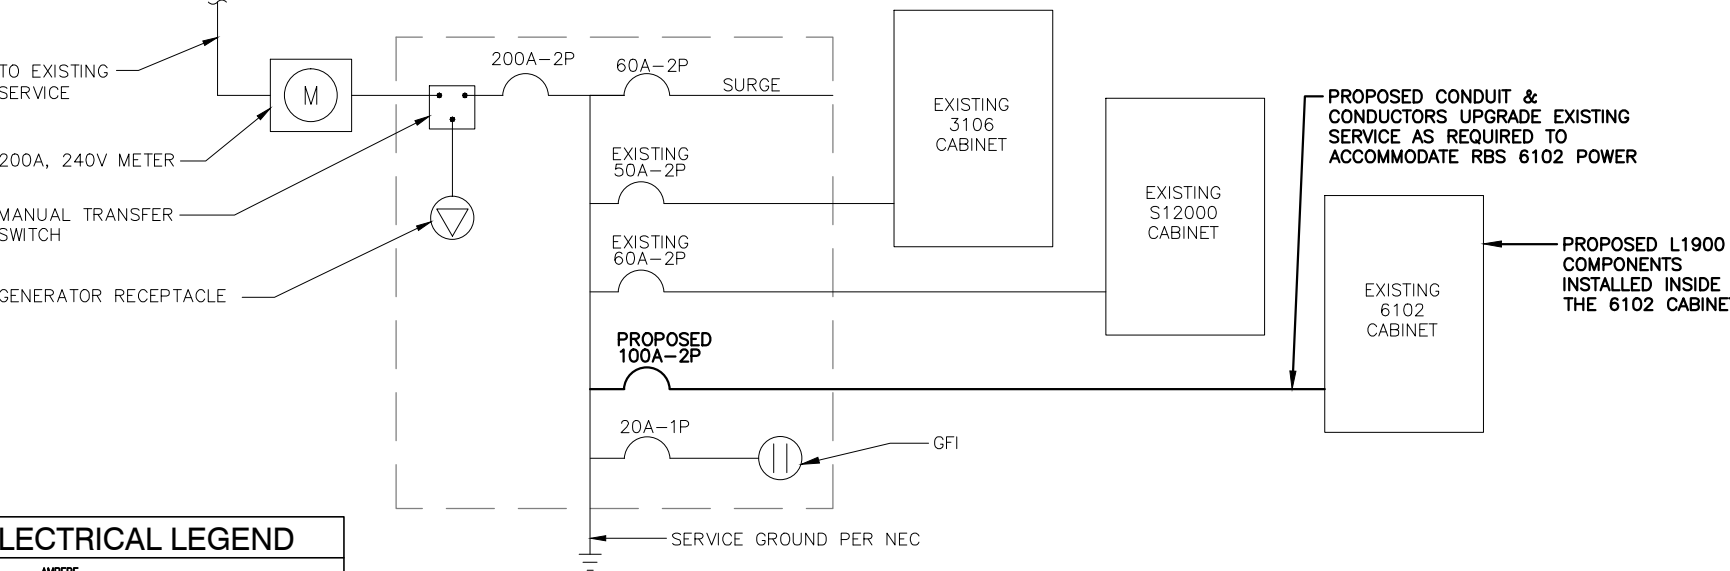 TO EXISTING
SERVICE
M
200A, 240V METER
MANUAL TRANSFER
SWITCH
GENERATOR RECEPTACLE
200A-2P
60A-2P
SURGE
EXISTING
50A-2P
EXISTING
60A-2P
PROPOSED
100A-2P
20A-1P
GFI
SERVICE GROUND PER NEC
EXISTING
3106
CABINET
EXISTING
S12000
CABINET
PROPOSED CONDUIT &
CONDUCTORS UPGRADE EXISTING
SERVICE AS REQUIRED TO
ACCOMMODATE RBS 6102 POWER
EXISTING
6102
CABINET
PROPOSED L1900
COMPONENTS
INSTALLED INSIDE
THE 6102 CABINE
LECTRICAL LEGEND
AMPERE